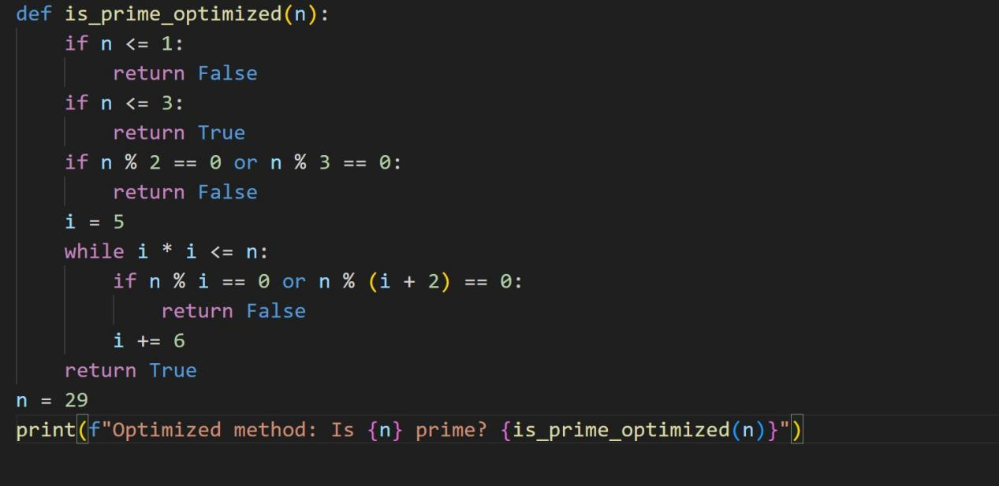 def is_prime_optimized(n):
    if n <= 1:
        return False
    if n <= 3:
        return True
    if n % 2 == 0 or n % 3 == 0:
        return False
    i = 5
    while i * i <= n:
        if n % i == 0 or n % (i + 2) == 0:
            return False
        i += 6
    return True
n = 29
print(f"Optimized method: Is {n} prime? {is_prime_optimized(n)}")